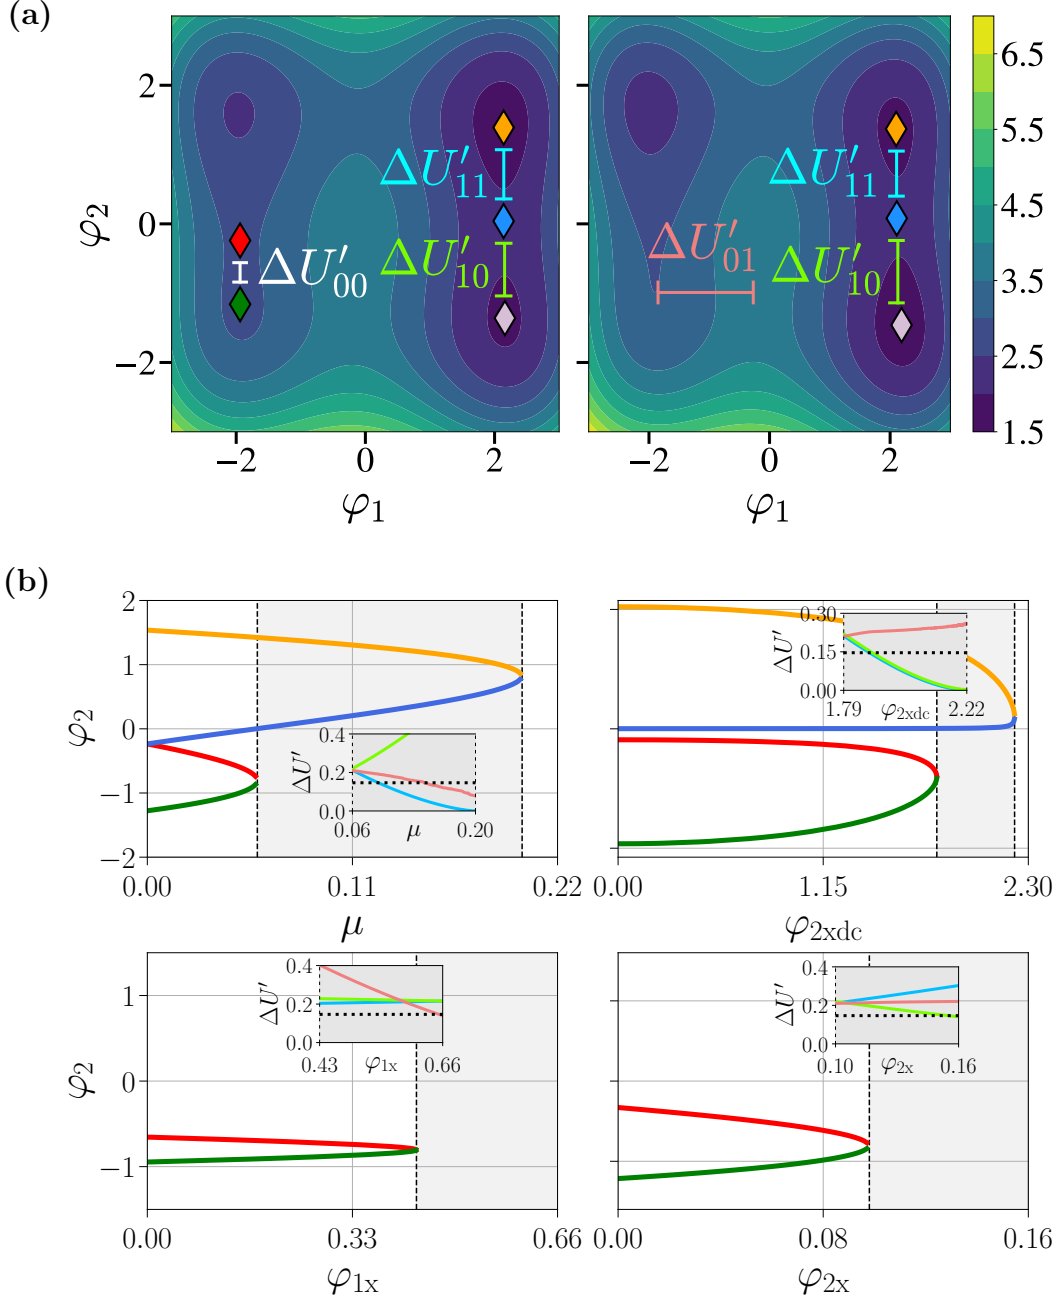 (a)
φ₂
2
0
−2
ΔU′₁₁
ΔU′₀₀
ΔU′₁₀
−2 0 2
φ₁
ΔU′₁₁
ΔU′₀₁
ΔU′₁₀
−2 0 2
φ₁
6.5
5.5
4.5
3.5
2.5
1.5
(b)
φ₂
2
1
0
−1
−2
0.00 0.11 0.22
μ
ΔU′
0.4
0.2
0.0
0.06 μ 0.20
0.00 1.15 2.30
φ₂ₓdc
ΔU′
0.30
0.15
0.00
1.79 φ₂ₓdc 2.22
φ₂
1
0
−1
0.00 0.33 0.66
φ₁ₓ
ΔU′
0.4
0.2
0.0
0.43 φ₁ₓ 0.66
0.00 0.08 0.16
φ₂ₓ
ΔU′
0.4
0.2
0.0
0.10 φ₂ₓ 0.16